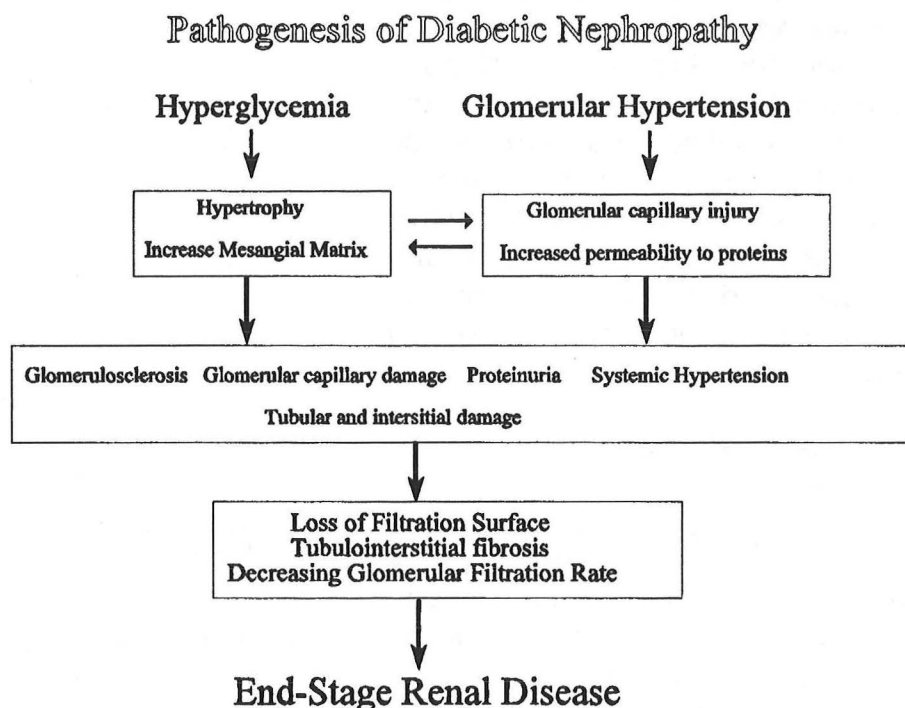 Pathogenesis of Diabetic Nephropathy
Hyperglycemia
Glomerular Hypertension
Hypertrophy
Increase Mesangial Matrix
Glomerular capillary injury
Increased permeability to proteins
Glomerulosclerosis Glomerular capillary damage Proteinuria Systemic Hypertension
Tubular and intersitial damage
Loss of Filtration Surface
Tubulointerstitial fibrosis
Decreasing Glomerular Filtration Rate
End-Stage Renal Disease